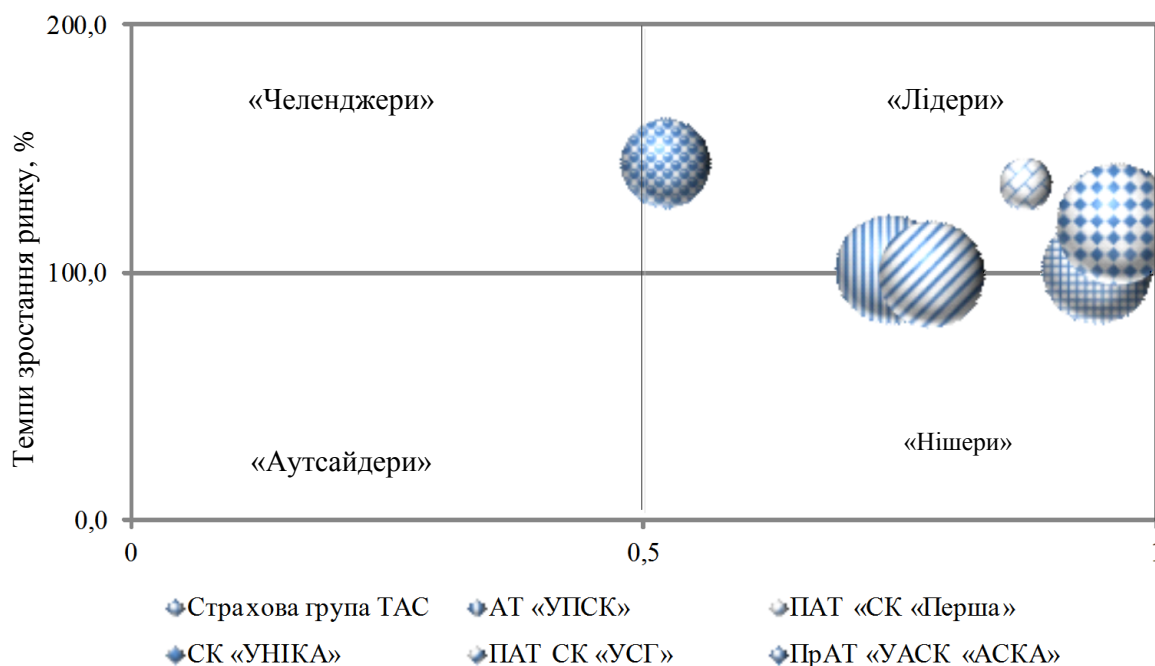 Темпи зростання ринку, %
200,0
«Челенджери»
«Лідери»
100,0
«Аутсайдери»
«Нішери»
0,0
0
0,5
1
Страхова група ТАС
АТ «УПСК»
ПАТ «СК «Перша»
СК «УНІКА»
ПАТ СК «УСГ»
ПрАТ «УАСК «АСКА»